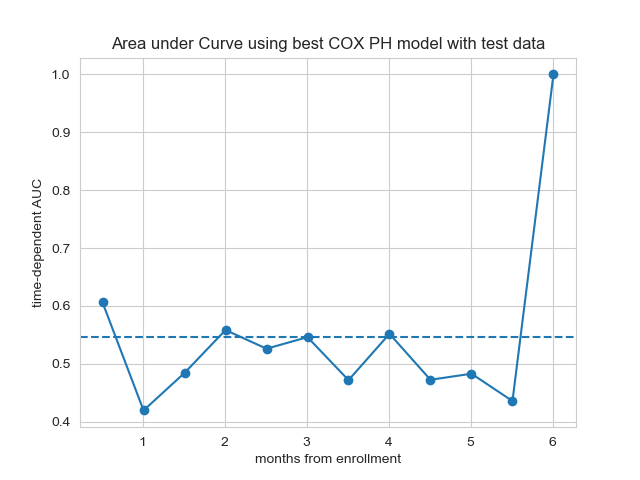 Area under Curve using best COX PH model with test data
time-dependent AUC
1.0
0.9
0.8
0.7
0.6
0.5
0.4
1 2 3 4 5 6
months from enrollment